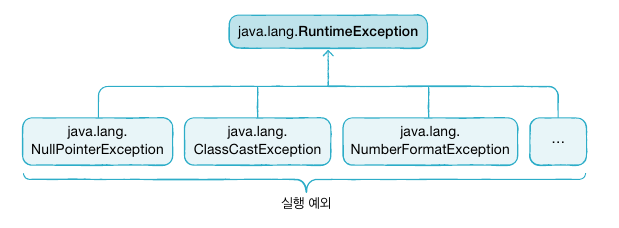 java.lang.RuntimeException
java.lang.
NullPointerException
java.lang.
ClassCastException
java.lang.
NumberFormatException
...
실행 예외